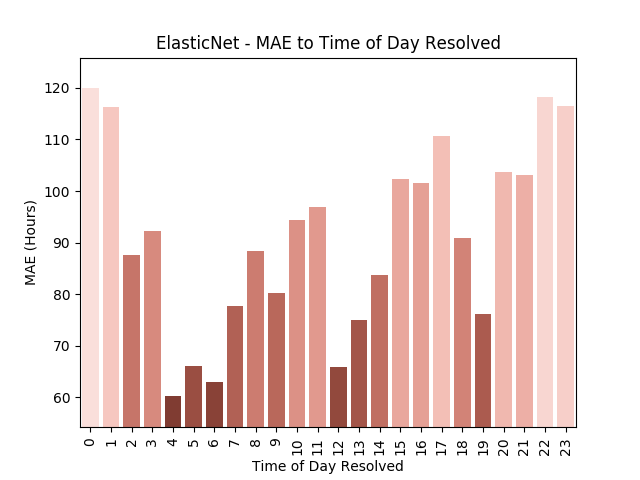 ElasticNet - MAE to Time of Day Resolved
120
110
100
90
80
70
60
MAE (Hours)
0 1 2 3 4 5 6 7 8 9 10 11 12 13 14 15 16 17 18 19 20 21 22 23
Time of Day Resolved